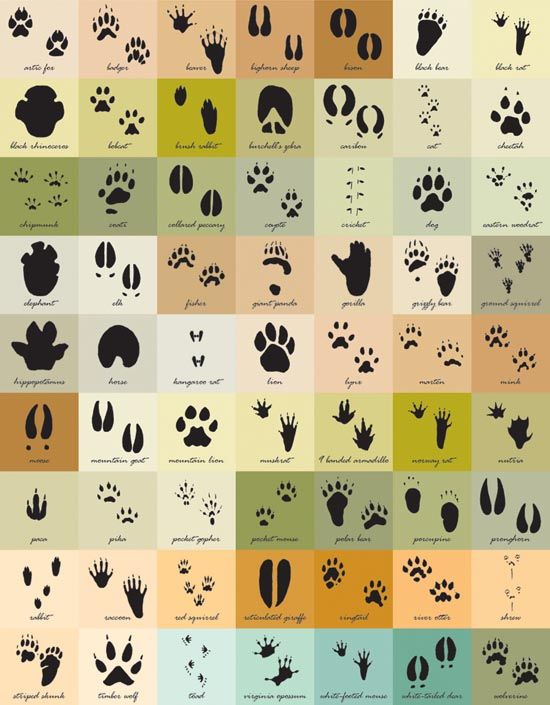 artic fox
badger
beaver
bighorn sheep
bison
black bear
black rat
black rhinoceros
bobcat
brush rabbit
burchell's zebra
caribou
cat
cheetah
chipmunk
coati
collared peccary
coyote
cricket
dog
eastern woodrat
elephant
elk
fisher
giant panda
gorilla
grizzly bear
ground squirrel
hippopotamus
horse
kangaroo rat
lion
lynx
marten
mink
moose
mountain goat
mountain lion
muskrat
9 banded armadillo
norway rat
nutria
paca
pika
pocket gopher
pocket mouse
polar bear
porcupine
pronghorn
rabbit
raccoon
red squirrel
reticulated giraffe
ringtail
river otter
shrew
striped skunk
timber wolf
toad
virginia opossum
white-footed mouse
white-tailed dear
wolverine